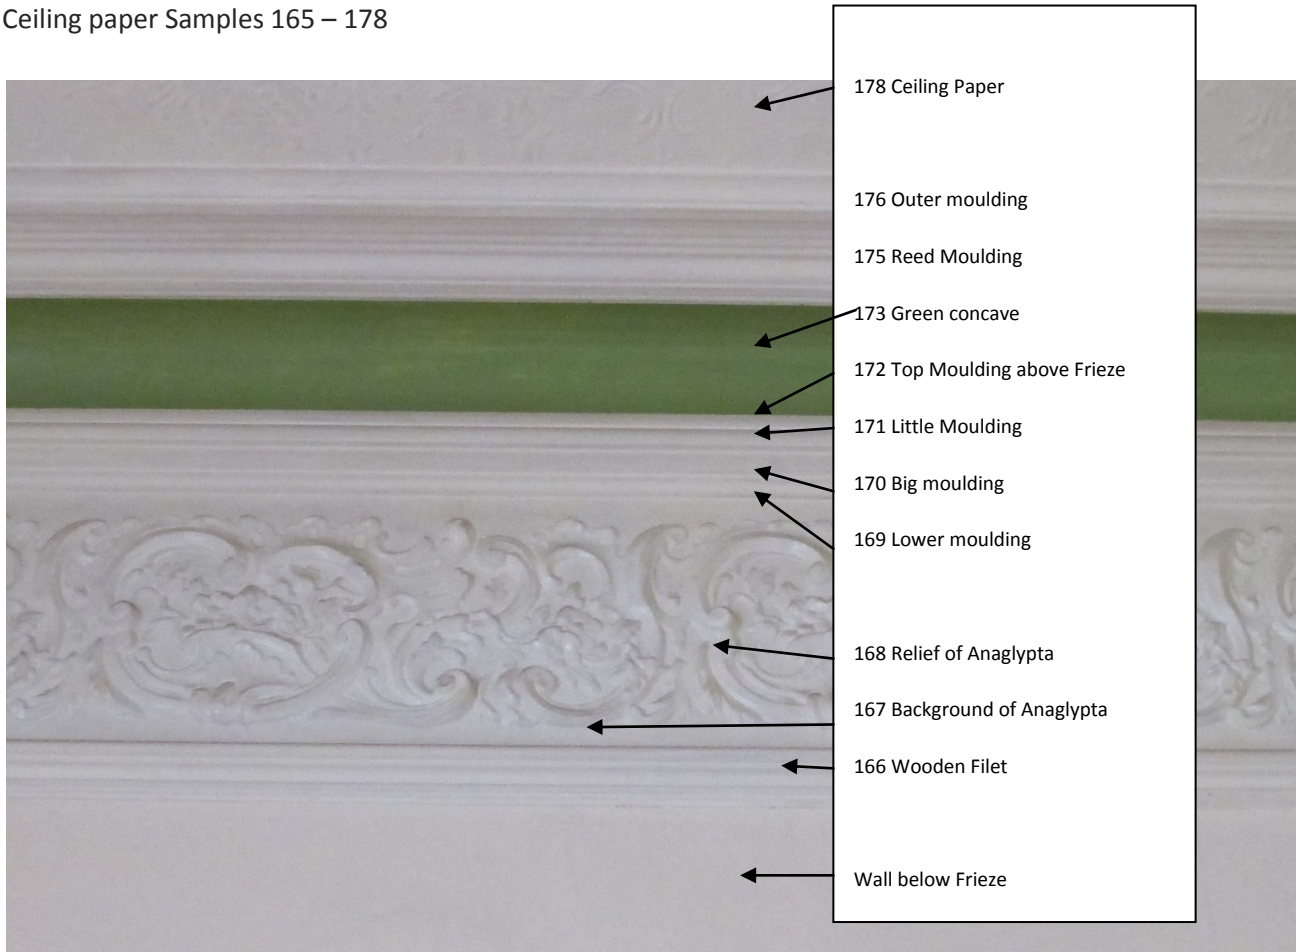 Ceiling paper Samples 165 – 178
178 Ceiling Paper
176 Outer moulding
175 Reed Moulding
173 Green concave
172 Top Moulding above Frieze
171 Little Moulding
170 Big moulding
169 Lower moulding
168 Relief of Anaglypta
167 Background of Anaglypta
166 Wooden Filet
Wall below Frieze